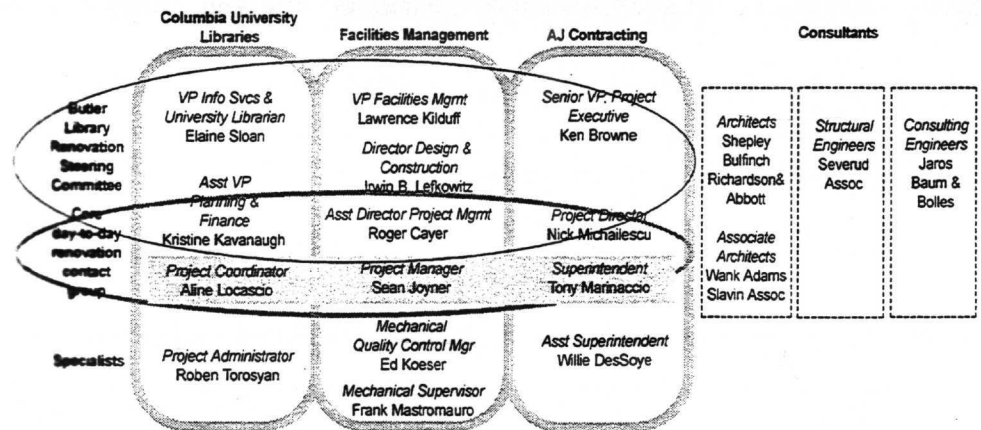 Columbia University
Libraries
Facilities Management
AJ Contracting
Consultants
Butler
Library
Renovation
Steering
Committee
VP Info Svcs &
University Librarian
Elaine Sloan
VP Facilities Mgmt
Lawrence Kilduff
Director Design &
Construction
Irwin B. Lefkowitz
Senior VP, Project
Executive
Ken Browne
Core
day-to-day
renovation
contact
group
Asst VP
Planning &
Finance
Kristine Kavanaugh
Asst Director Project Mgmt
Roger Cayer
Project Director
Nick Michailescu
Project Coordinator
Aline Locascio
Project Manager
Sean Joyner
Superintendent
Tony Marinaccio
Specialists
Project Administrator
Roben Torosyan
Mechanical
Quality Control Mgr
Ed Koeser
Mechanical Supervisor
Frank Mastromauro
Asst Superintendent
Willie DesSoye
Architects
Shepley
Bulfinch
Richardson&
Abbott
Associate
Architects
Wank Adams
Slavin Assoc
Structural
Engineers
Severud
Assoc
Consulting
Engineers
Jaros
Baum &
Bolles